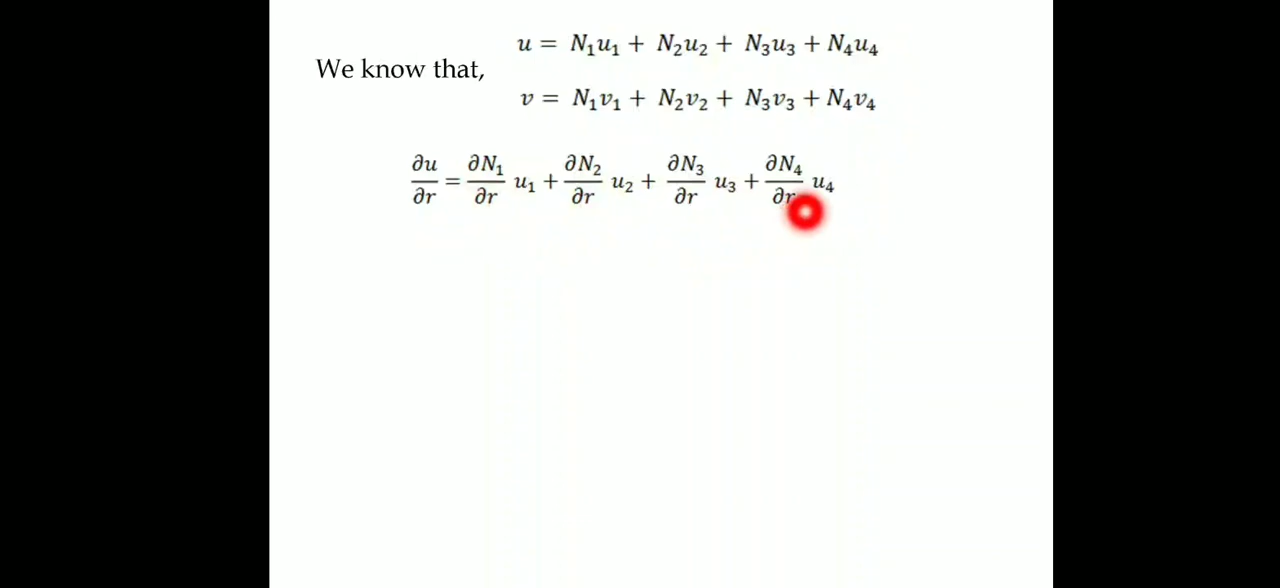 u = N₁u₁ + N₂u₂ + N₃u₃ + N₄u₄
We know that,
v = N₁v₁ + N₂v₂ + N₃v₃ + N₄v₄
∂u/∂r = ∂N₁/∂r u₁ + ∂N₂/∂r u₂ + ∂N₃/∂r u₃ + ∂N₄/∂r u₄